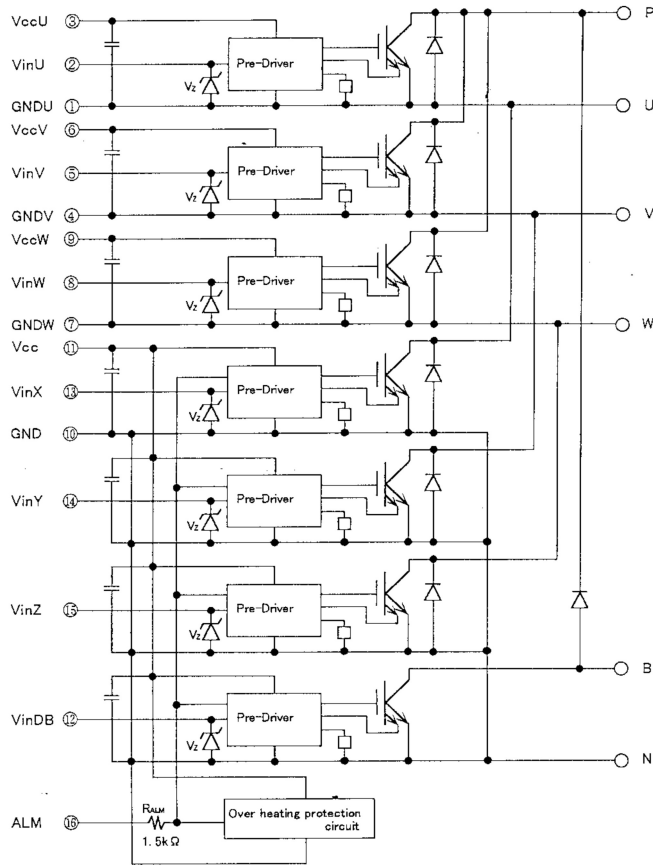 VccU ③ P
VinU ② Pre-Driver
Vz
GNDU ① U
VccV ⑥
VinV ⑤ Pre-Driver
Vz
GNDV ④ V
VccW ⑨
VinW ⑧ Pre-Driver
Vz
GNDW ⑦ W
Vcc ⑪
VinX ⑬ Pre-Driver
Vz
GND ⑩
VinY ⑭ Pre-Driver
Vz
VinZ ⑮ Pre-Driver
Vz
B
VinDB ⑫ Pre-Driver
Vz
N
ALM ⑯ RALM
1.5kΩ
Over heating protection
circuit